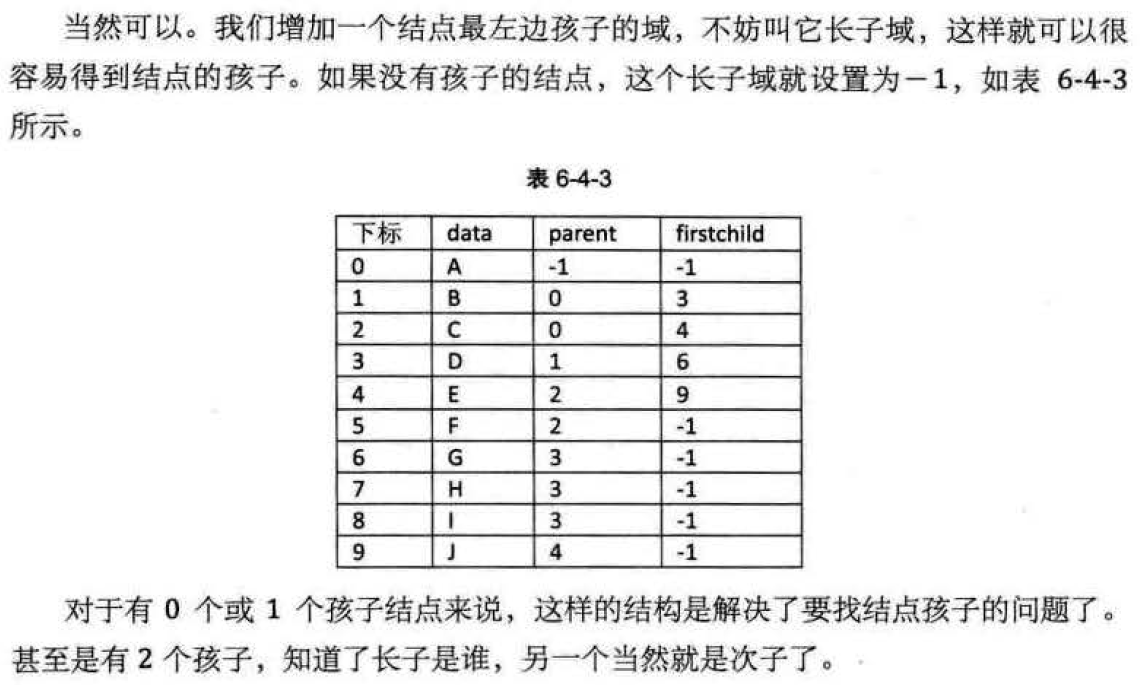 当然可以。我们增加一个结点最左边孩子的域，不妨叫它长子域，这样就可以很
容易得到结点的孩子。如果没有孩子的结点，这个长子域就设置为－1，如表 6-4-3
所示。
表 6-4-3
下标 data parent firstchild
0 A -1 -1
1 B 0 3
2 C 0 4
3 D 1 6
4 E 2 9
5 F 2 -1
6 G 3 -1
7 H 3 -1
8 I 3 -1
9 J 4 -1
对于有 0 个或 1 个孩子结点来说，这样的结构是解决了要找结点孩子的问题了。
甚至是有 2 个孩子，知道了长子是谁，另一个当然就是次子了。